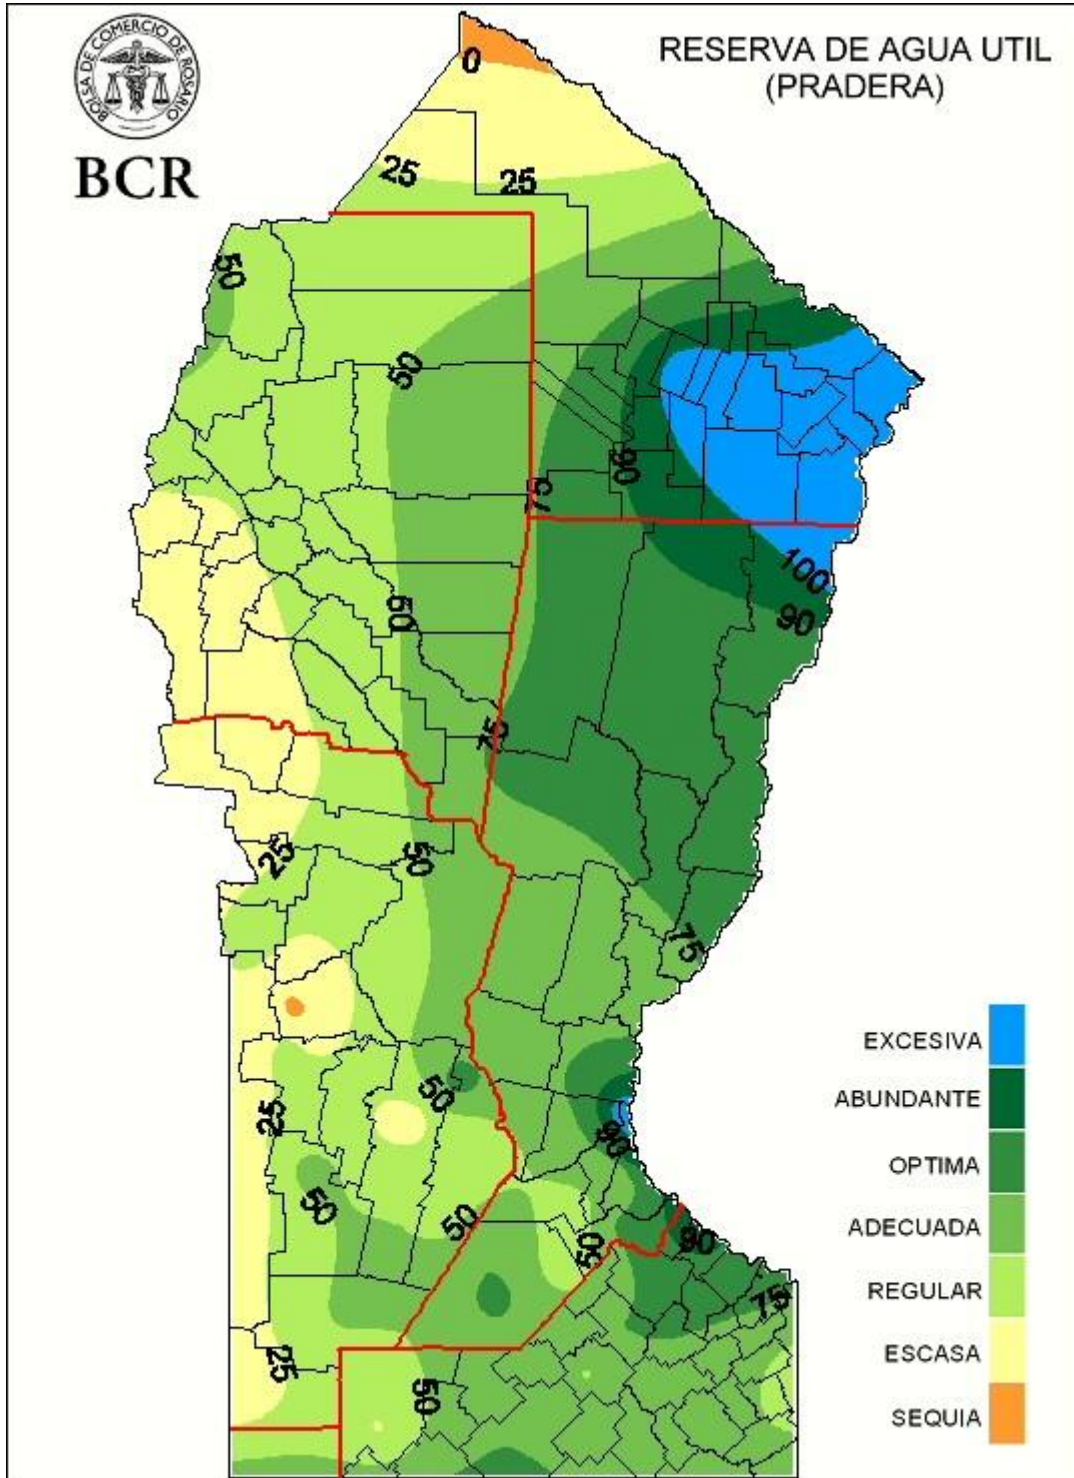 BOLSA DE COMERCIO DE ROSARIO
BCR
RESERVA DE AGUA UTIL
(PRADERA)
0
25
25
50
50
90
75
100
90
50
75
50
25
75
50
25
90
50
50
50
90
75
25
50
EXCESIVA
ABUNDANTE
OPTIMA
ADECUADA
REGULAR
ESCASA
SEQUIA